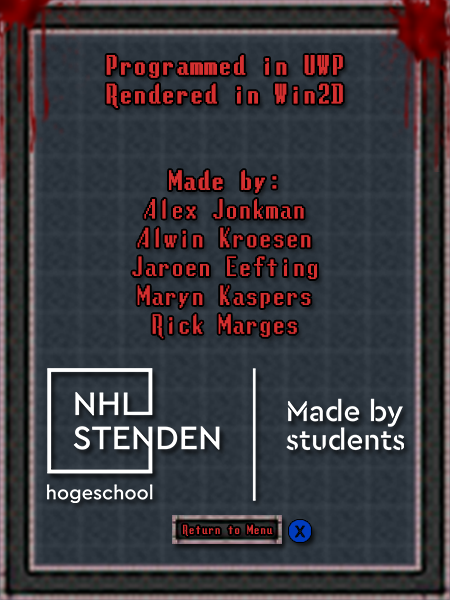 Programmed in UWP
Rendered in Win2D
Made by:
Alex Jonkman
Alwin Kroesen
Jaroen Eefting
Maryn Kaspers
Rick Marges
NHL
STENDEN
hogeschool
Made by
students
Return to Menu
X